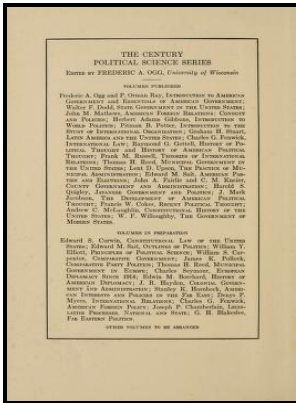 THE CENTURY
POLITICAL SCIENCE SERIES
EDITED BY FREDERIC A. OGG, University of Wisconsin
VOLUMES PUBLISHED
Frederic A. Ogg and P. Orman Ray, INTRODUCTION TO AMERICAN
GOVERNMENT and ESSENTIALS OF AMERICAN GOVERNMENT;
Walter F. Dodd, STATE GOVERNMENT IN THE UNITED STATES;
John M. Mathews, AMERICAN FOREIGN RELATIONS: CONDUCT
AND POLICIES; Herbert Adams Gibbons, INTRODUCTION TO
WORLD POLITICS; Pitman B. Potter, INTRODUCTION TO THE
STUDY OF INTERNATIONAL ORGANIZATION; Graham H. Stuart,
LATIN AMERICA AND THE UNITED STATES; Charles G. Fenwick,
INTERNATIONAL LAW; Raymond G. Gettell, HISTORY OF PO-
LITICAL THOUGHT and HISTORY OF AMERICAN POLITICAL
THOUGHT; Frank M. Russell, THEORIES OF INTERNATIONAL
RELATIONS; Thomas H. Reed, MUNICIPAL GOVERNMENT IN
THE UNITED STATES; Lent D. Upson, THE PRACTICE OF MU-
NICIPAL ADMINISTRATION; Edward M. Sait, AMERICAN PAR-
TIES AND ELECTIONS; John A. Fairlie and C. M. Kneier,
COUNTY GOVERNMENT AND ADMINISTRATION; Harold S.
Quigley, JAPANESE GOVERNMENT AND POLITICS; J. Mark
Jacobson, THE DEVELOPMENT OF AMERICAN POLITICAL
THOUGHT; Francis W. Coker, RECENT POLITICAL THOUGHT;
Andrew C. McLaughlin, CONSTITUTIONAL HISTORY OF THE
UNITED STATES; W. F. Willoughby, THE GOVERNMENT OF
MODERN STATES.
VOLUMES IN PREPARATION
Edward S. Corwin, CONSTITUTIONAL LAW OF THE UNITED
STATES; Edward M. Sait, OUTLINES OF POLITICS; William Y.
Elliott, PRINCIPLES OF POLITICAL SCIENCE; William S. Car-
penter, COMPARATIVE GOVERNMENT; James K. Pollock,
COMPARATIVE PARTY POLITICS; Thomas H. Reed, MUNICIPAL
GOVERNMENT IN EUROPE; Charles Seymour, EUROPEAN
DIPLOMACY SINCE 1914; Edwin M. Borchard, HISTORY OF
AMERICAN DIPLOMACY; J. R. Hayden, COLONIAL GOVERN-
MENT AND ADMINISTRATION; Stanley K. Hornbeck, AMERI-
CAN INTERESTS AND POLICIES IN THE FAR EAST; Denys P.
Myers, INTERNATIONAL RELATIONS; Charles G. Fenwick,
AMERICAN FOREIGN POLICY; Joseph P. Chamberlain, LEGIS-
LATIVE PROCESSES, NATIONAL AND STATE; G. H. Blakeslee,
FAR EASTERN POLITICS.
OTHER VOLUMES TO BE ARRANGED